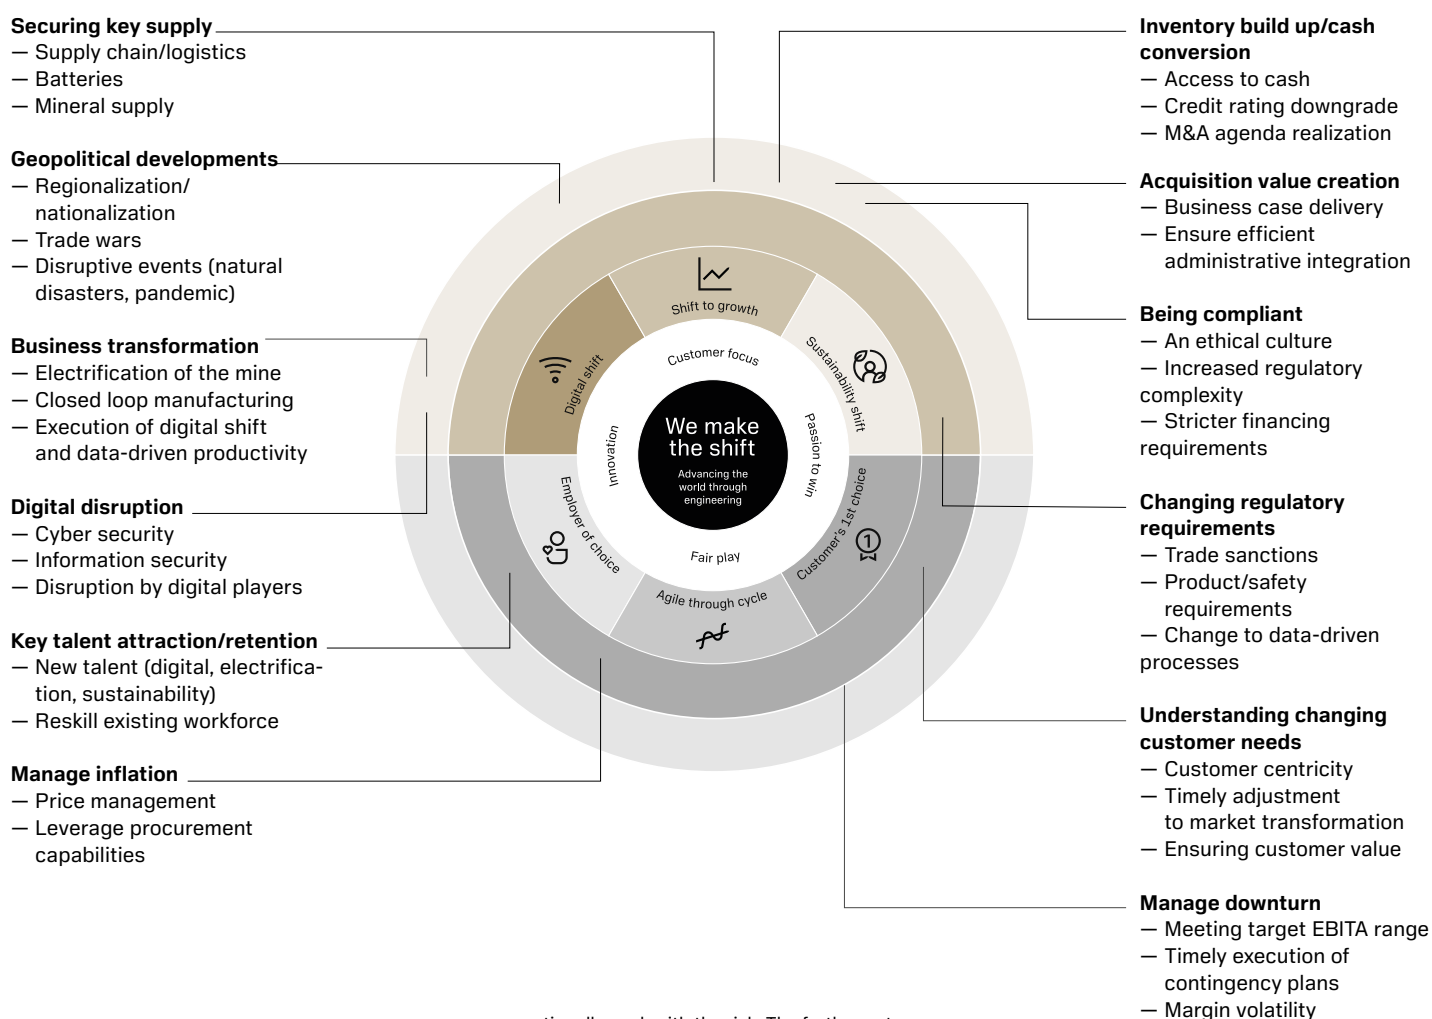 Securing key supply
— Supply chain/logistics
— Batteries
— Mineral supply
Geopolitical developments
— Regionalization/
nationalization
— Trade wars
— Disruptive events (natural
disasters, pandemic)
Business transformation
— Electrification of the mine
— Closed loop manufacturing
— Execution of digital shift
and data-driven productivity
Digital disruption
— Cyber security
— Information security
— Disruption by digital players
Key talent attraction/retention
— New talent (digital, electrifica-
tion, sustainability)
— Reskill existing workforce
Manage inflation
— Price management
— Leverage procurement
capabilities
Shift to growth
Sustainability shift
Customer's 1st choice
1
Agile through cycle
Employer of choice
Digital shift
Customer focus
Passion to win
Fair play
Innovation
We make
the shift
Advancing the
world through
engineering
Inventory build up/cash
conversion
— Access to cash
— Credit rating downgrade
— M&A agenda realization
Acquisition value creation
— Business case delivery
— Ensure efficient
administrative integration
Being compliant
— An ethical culture
— Increased regulatory
complexity
— Stricter financing
requirements
Changing regulatory
requirements
— Trade sanctions
— Product/safety
requirements
— Change to data-driven
processes
Understanding changing
customer needs
— Customer centricity
— Timely adjustment
to market transformation
— Ensuring customer value
Manage downturn
— Meeting target EBITA range
— Timely execution of
contingency plans
— Margin volatility